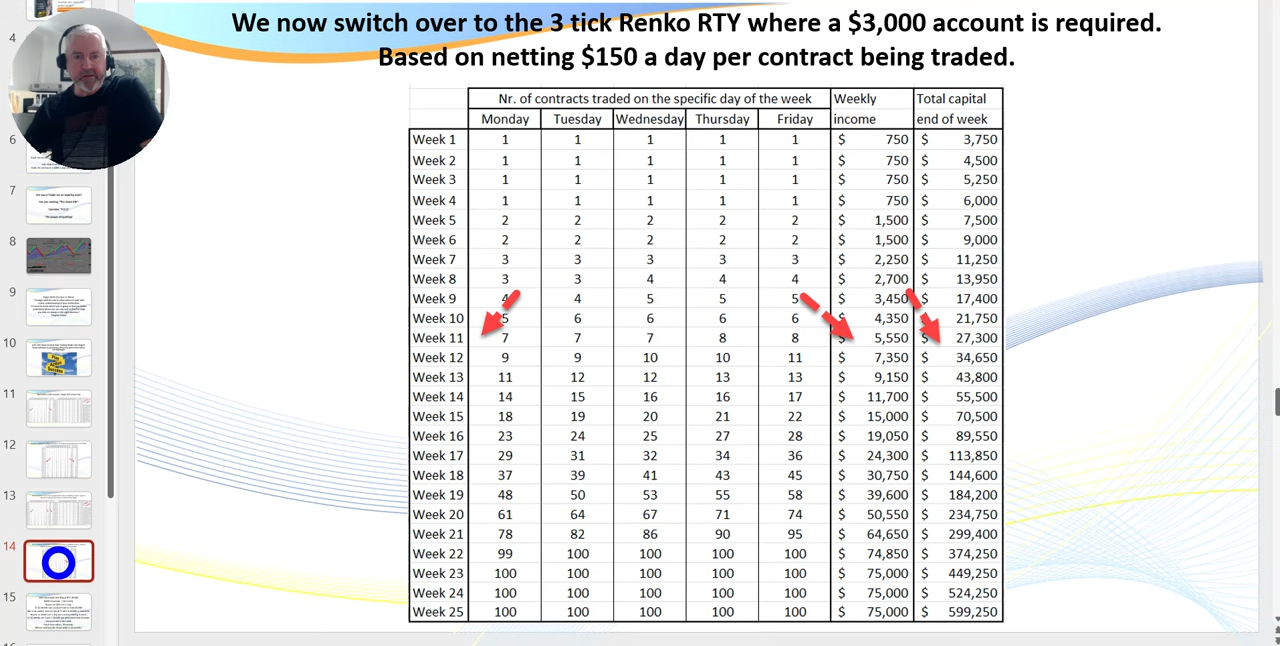 We now switch over to the 3 tick Renko RTY where a $3,000 account is required.
Based on netting $150 a day per contract being traded.
Nr. of contracts traded on the specific day of the week Weekly Total capital
Monday Tuesday Wednesday Thursday Friday income end of week
Week 1 1 1 1 1 1 $ 750 $ 3,750
Week 2 1 1 1 1 1 $ 750 $ 4,500
Week 3 1 1 1 1 1 $ 750 $ 5,250
Week 4 1 1 1 1 1 $ 750 $ 6,000
Week 5 2 2 2 2 2 $ 1,500 $ 7,500
Week 6 2 2 2 2 2 $ 1,500 $ 9,000
Week 7 3 3 3 3 3 $ 2,250 $ 11,250
Week 8 3 3 4 4 4 $ 2,700 $ 13,950
Week 9 4 5 5 5 $ 3,450 $ 17,400
Week 10 5 6 6 6 6 $ 4,350 21,750
Week 11 7 7 7 8 8 $ 5,550 $ 27,300
Week 12 9 10 10 11 $ 7,350 $ 34,650
Week 13 11 12 12 13 13 $ 9,150 $ 43,800
Week 14 14 15 16 16 17 $ 11,700 $ 55,500
Week 15 18 19 20 21 22 $ 15,000 $ 70,500
Week 16 23 24 25 27 28 $ 19,050 $ 89,550
Week 17 29 31 32 34 36 $ 24,300 $ 113,850
Week 18 37 39 41 43 45 $ 30,750 $ 144,600
Week 19 48 50 53 55 58 $ 39,600 $ 184,200
Week 20 61 64 67 71 74 $ 50,550 $ 234,750
Week 21 78 82 86 90 95 $ 64,650 $ 299,400
Week 22 99 100 100 100 100 $ 74,850 $ 374,250
Week 23 100 100 100 100 100 $ 75,000 $ 449,250
Week 24 100 100 100 100 100 $ 75,000 $ 524,250
Week 25 100 100 100 100 100 $ 75,000 $ 599,250
4
6
7
8
9
10
11
12
13
14
15